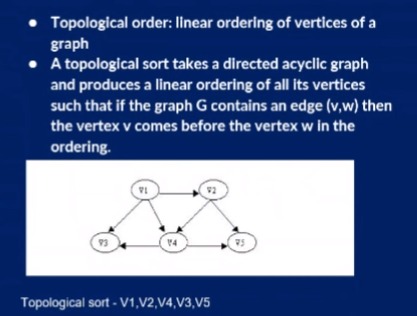 Topological order: linear ordering of vertices of a
graph
A topological sort takes a directed acyclic graph
and produces a linear ordering of all its vertices
such that if the graph G contains an edge (v,w) then
the vertex v comes before the vertex w in the
ordering.
V1 V2
V3 V4 V5
Topological sort - V1,V2,V4,V3,V5